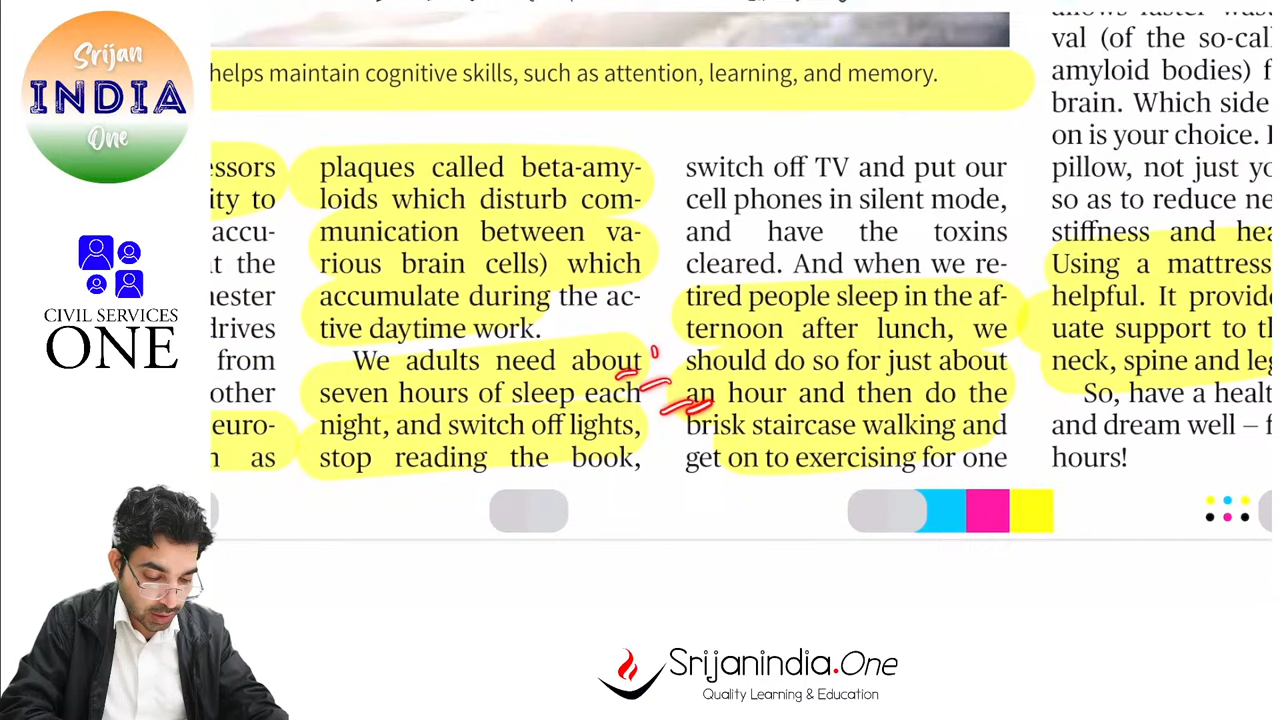 Srijan
INDIA
One
CIVIL SERVICES
ONE
helps maintain cognitive skills, such as attention, learning, and memory.
essors
ity to
accu-
t the
hester
drives
from
other
euro-
as
plaques called beta-amy-
loids which disturb com-
munication between va-
rious brain cells) which
accumulate during the ac-
tive daytime work.
We adults need about
seven hours of sleep each
night, and switch off lights,
stop reading the book,
switch off TV and put our
cell phones in silent mode,
and have the toxins
cleared. And when we re-
tired people sleep in the af-
ternoon after lunch, we
should do so for just about
an hour and then do the
brisk staircase walking and
get on to exercising for one
val (of the so-call
amyloid bodies) f
brain. Which side
on is your choice.
pillow, not just yo
so as to reduce ne
stiffness and hea
Using a mattress
helpful. It provide
uate support to th
neck, spine and leg
So, have a healt
and dream well – f
hours!
Srijanindia.One
Quality Learning & Education